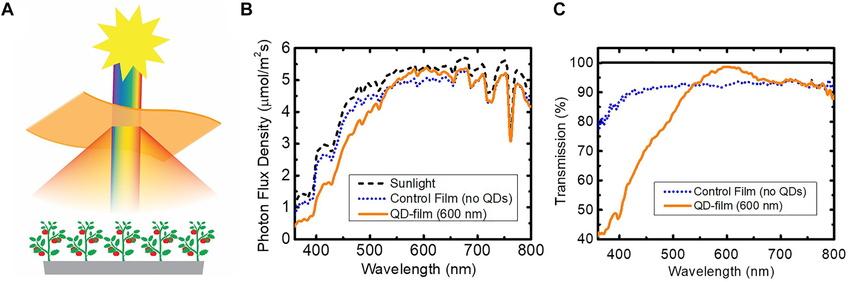 A
B
C
Photon Flux Density (μmol/m²s)
6
5
4
3
2
1
0
Sunlight
Control Film (no QDs)
QD-film (600 nm)
400 500 600 700 800
Wavelength (nm)
Transmission (%)
100
90
80
70
60
50
40
Control Film (no QDs)
QD-film (600 nm)
400 500 600 700 800
Wavelength (nm)